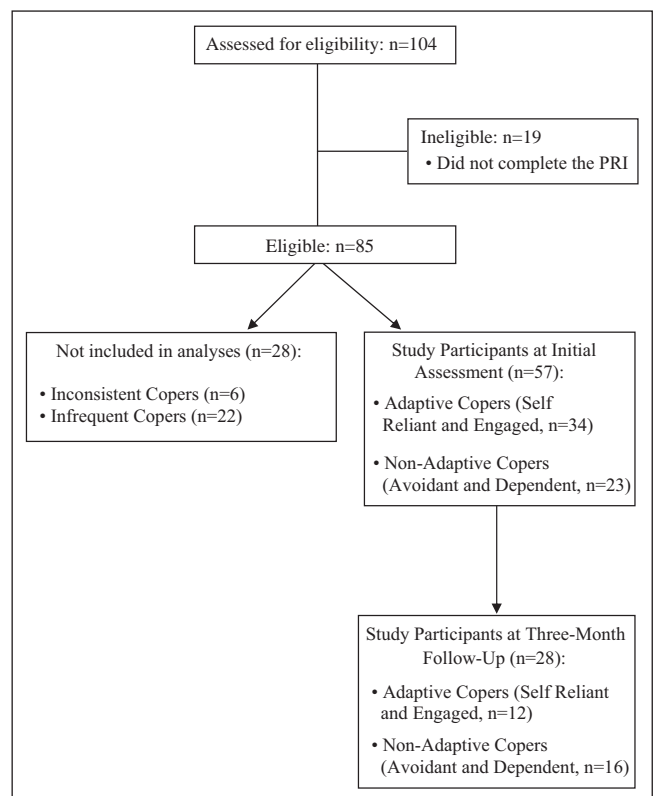 Assessed for eligibility: n=104
Ineligible: n=19
• Did not complete the PRI
Eligible: n=85
Not included in analyses (n=28):
• Inconsistent Copers (n=6)
• Infrequent Copers (n=22)
Study Participants at Initial
Assessment (n=57):
• Adaptive Copers (Self
Reliant and Engaged, n=34)
• Non-Adaptive Copers
(Avoidant and Dependent, n=23)
Study Participants at Three-Month
Follow-Up (n=28):
• Adaptive Copers (Self Reliant
and Engaged, n=12)
• Non-Adaptive Copers
(Avoidant and Dependent, n=16)